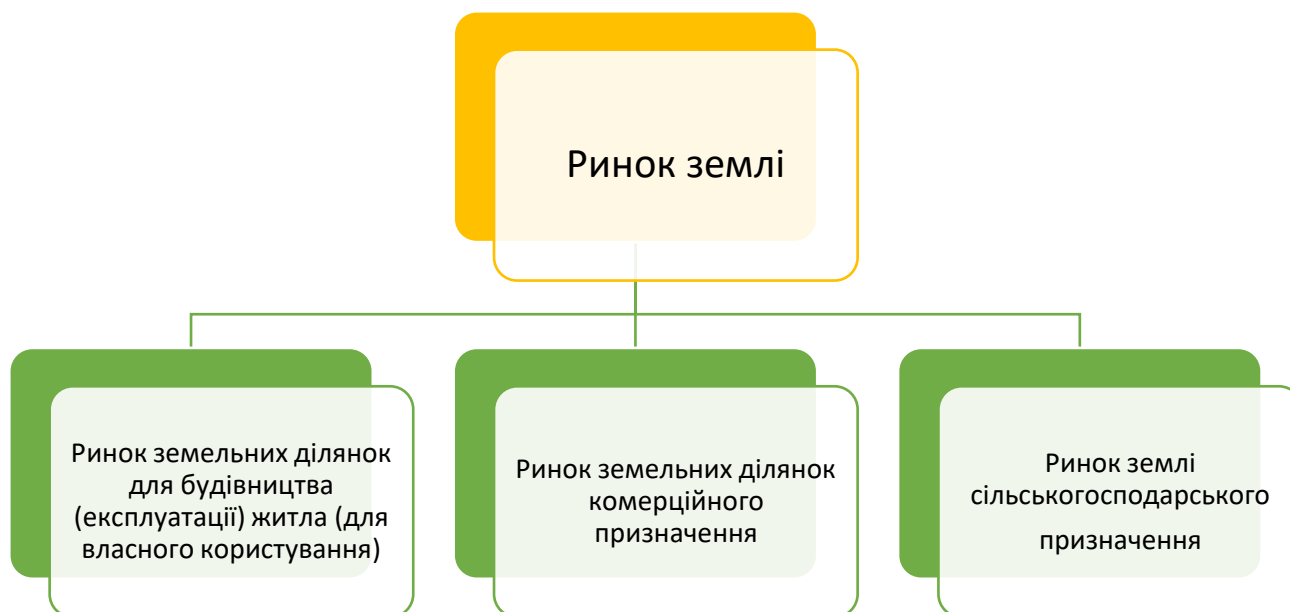 Ринок землі
Ринок земельних ділянок
для будівництва
(експлуатації) житла (для
власного користування)
Ринок земельних ділянок
комерційного
призначення
Ринок землі
сільськогосподарського
призначення